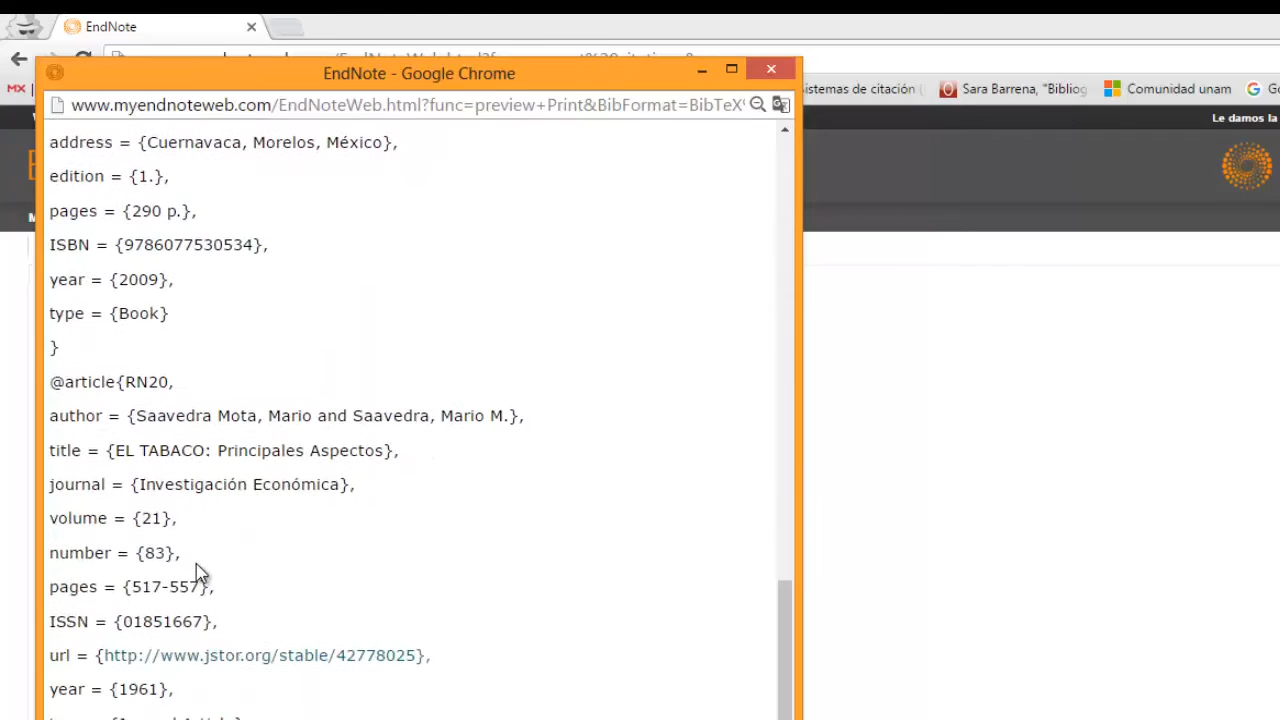 EndNote
EndNote - Google Chrome
www.myendnoteweb.com/EndNoteWeb.html?func=preview+Print&BibFormat=BibTeX
MX
istemas de citación
Sara Barrena, "Bibliog
Comunidad unam
Le damos la
address = {Cuernavaca, Morelos, México},
edition = {1.},
pages = {290 p.},
ISBN = {9786077530534},
year = {2009},
type = {Book}
}
@article{RN20,
author = {Saavedra Mota, Mario and Saavedra, Mario M.},
title = {EL TABACO: Principales Aspectos},
journal = {Investigación Económica},
volume = {21},
number = {83},
pages = {517-557},
ISSN = {01851667},
url = {http://www.jstor.org/stable/42778025},
year = {1961},